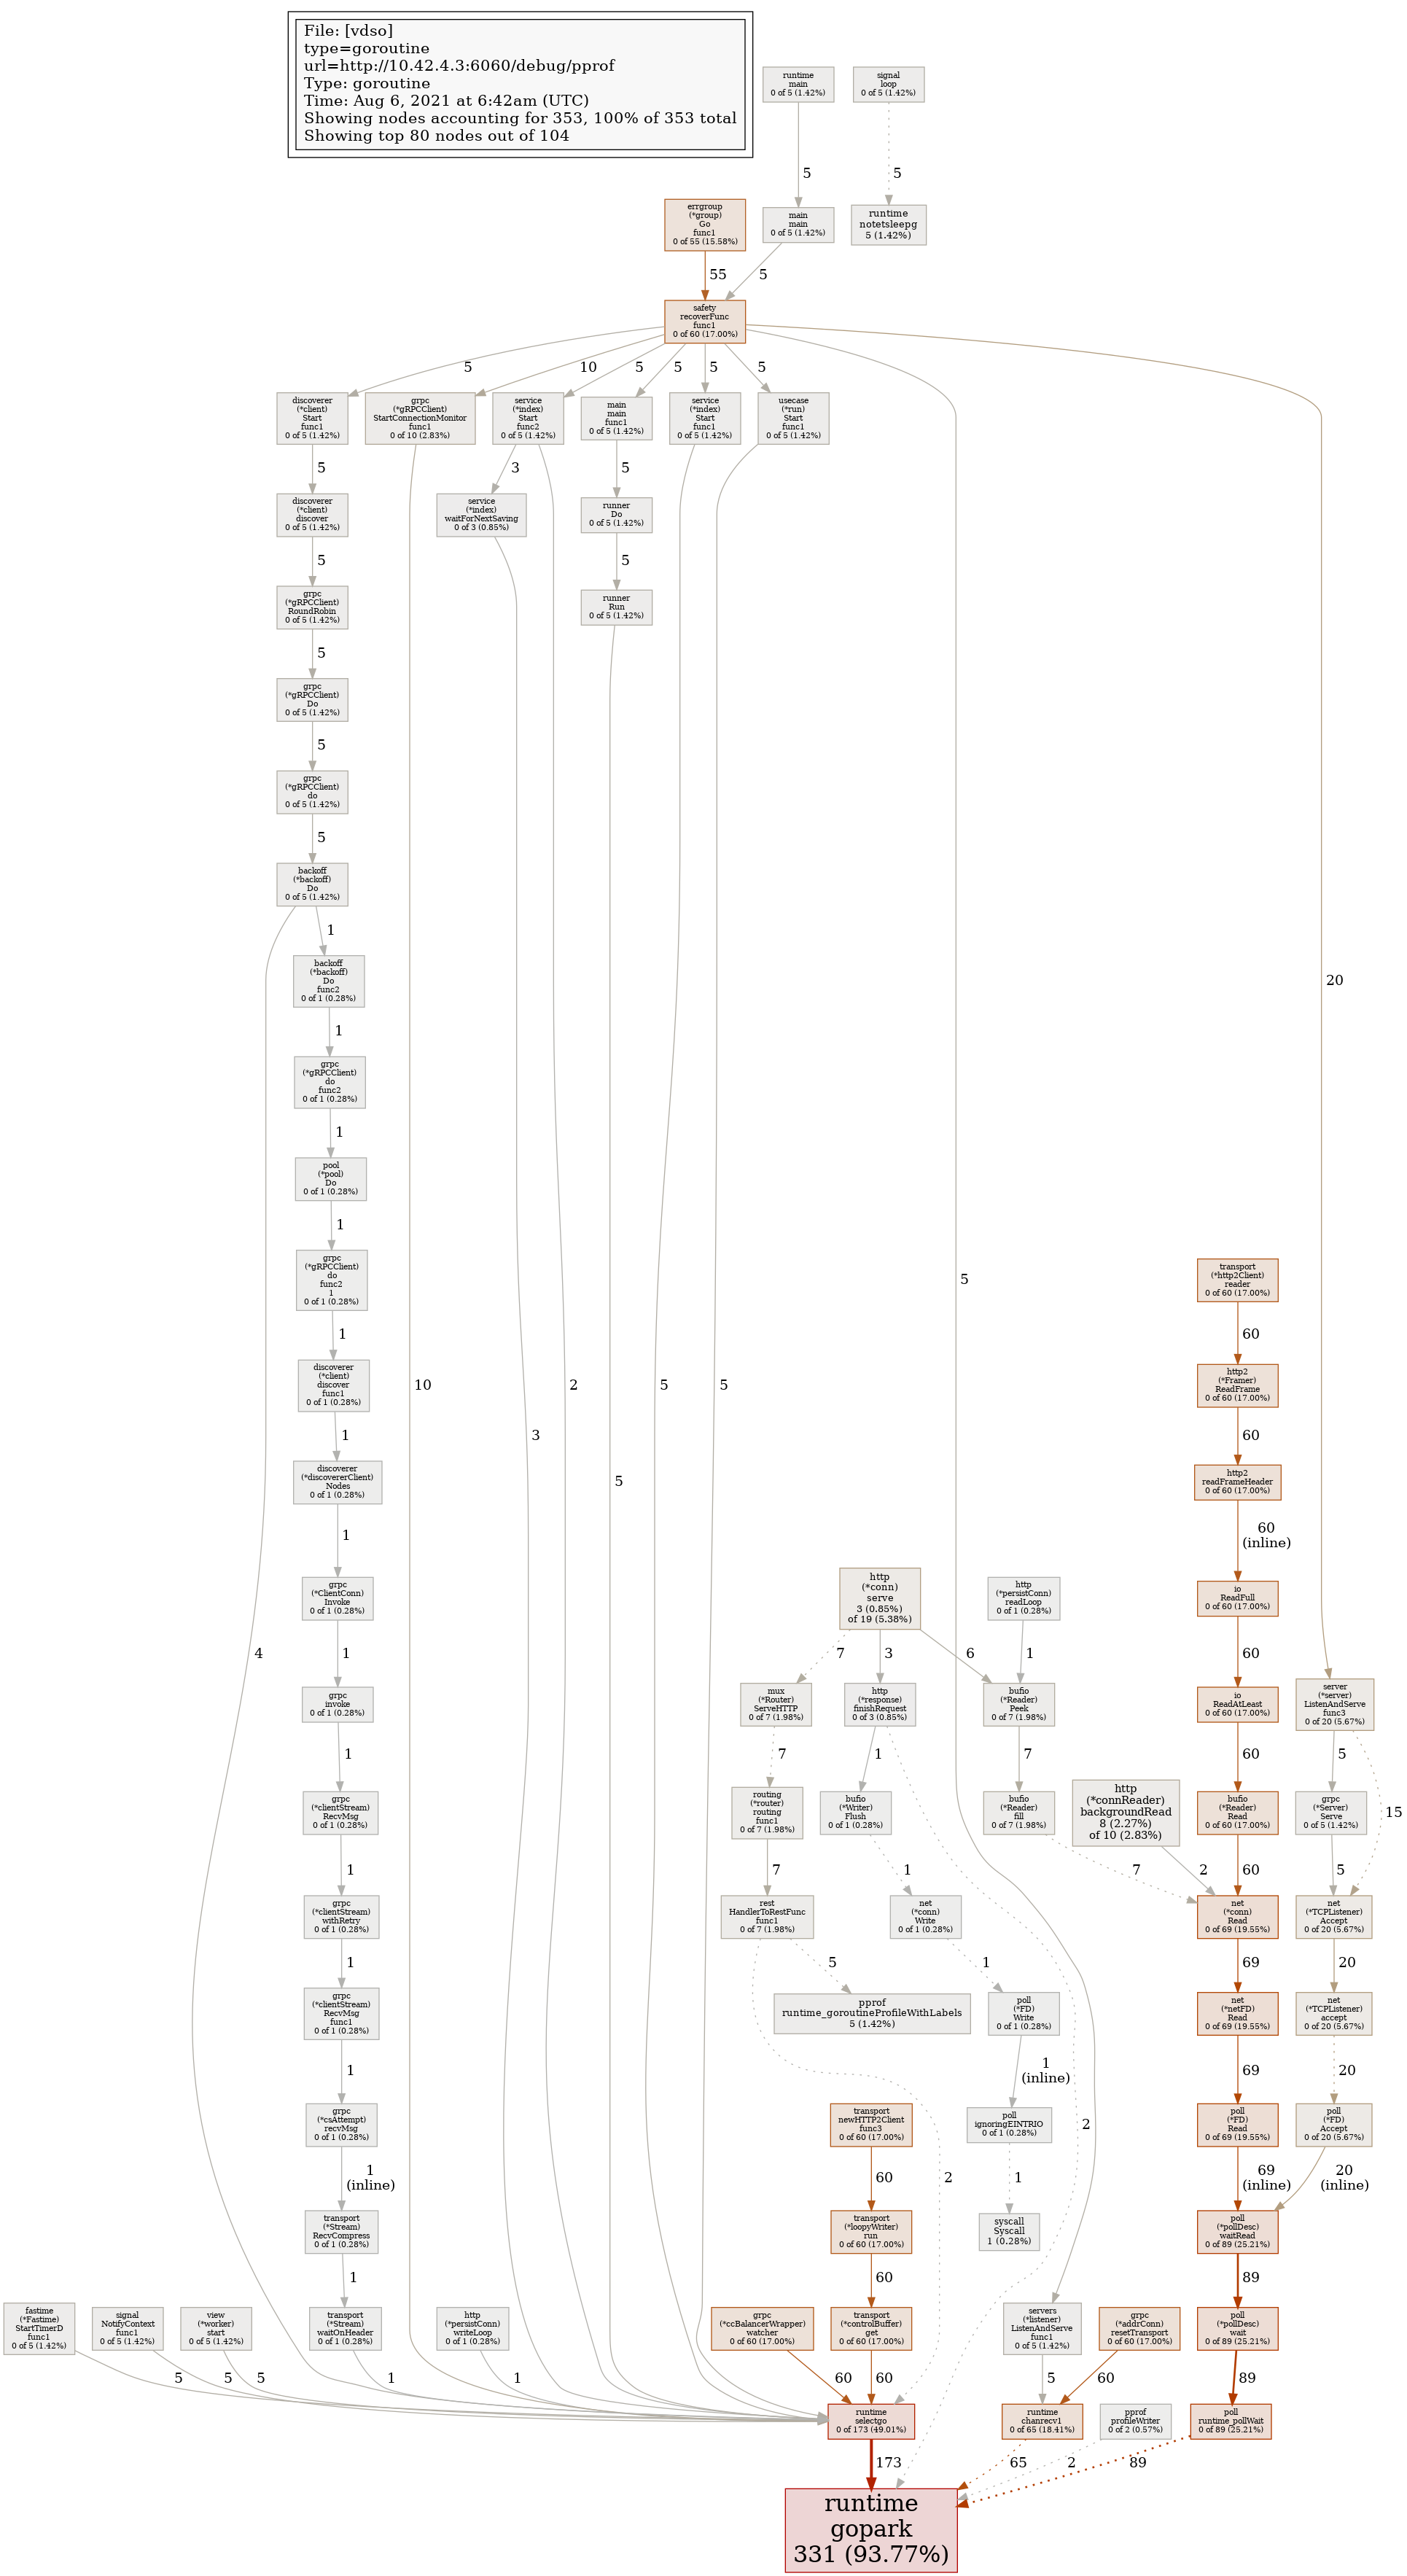 File: [vdso]
type=goroutine
url=http://10.42.4.3:6060/debug/pprof
Type: goroutine
Time: Aug 6, 2021 at 6:42am (UTC)
Showing nodes accounting for 353, 100% of 353 total
Showing top 80 nodes out of 104
runtime
main
0 of 5 (1.42%)
signal
loop
0 of 5 (1.42%)
5
5
errgroup
(*group)
Go
func1
0 of 55 (15.58%)
main
main
0 of 5 (1.42%)
runtime
notetsleepg
5 (1.42%)
55
5
safety
recoverFunc
func1
0 of 60 (17.00%)
5
10
5
5
5
5
discoverer
(*client)
Start
func1
0 of 5 (1.42%)
grpc
(*gRPCClient)
StartConnectionMonitor
func1
0 of 10 (2.83%)
service
(*index)
Start
func2
0 of 5 (1.42%)
main
main
func1
0 of 5 (1.42%)
service
(*index)
Start
func1
0 of 5 (1.42%)
usecase
(*run)
Start
func1
0 of 5 (1.42%)
5
3
5
discoverer
(*client)
discover
0 of 5 (1.42%)
service
(*index)
waitForNextSaving
0 of 3 (0.85%)
runner
Do
0 of 5 (1.42%)
5
5
grpc
(*gRPCClient)
RoundRobin
0 of 5 (1.42%)
runner
Run
0 of 5 (1.42%)
5
grpc
(*gRPCClient)
Do
0 of 5 (1.42%)
5
grpc
(*gRPCClient)
do
0 of 5 (1.42%)
5
backoff
(*backoff)
Do
0 of 5 (1.42%)
1
backoff
(*backoff)
Do
func2
0 of 1 (0.28%)
20
1
grpc
(*gRPCClient)
do
func2
0 of 1 (0.28%)
1
pool
(*pool)
Do
0 of 1 (0.28%)
1
grpc
(*gRPCClient)
do
func2
1
0 of 1 (0.28%)
5
transport
(*http2Client)
reader
0 of 60 (17.00%)
1
60
discoverer
(*client)
discover
func1
0 of 1 (0.28%)
10
2
5
5
http2
(*Framer)
ReadFrame
0 of 60 (17.00%)
1
3
60
discoverer
(*discovererClient)
Nodes
0 of 1 (0.28%)
5
http2
readFrameHeader
0 of 60 (17.00%)
1
60
(inline)
grpc
(*ClientConn)
Invoke
0 of 1 (0.28%)
http
(*conn)
serve
3 (0.85%)
of 19 (5.38%)
http
(*persistConn)
readLoop
0 of 1 (0.28%)
io
ReadFull
0 of 60 (17.00%)
4
1
7
3
6
1
60
grpc
invoke
0 of 1 (0.28%)
mux
(*Router)
ServeHTTP
0 of 7 (1.98%)
http
(*response)
finishRequest
0 of 3 (0.85%)
bufio
(*Reader)
Peek
0 of 7 (1.98%)
io
ReadAtLeast
0 of 60 (17.00%)
server
(*server)
ListenAndServe
func3
0 of 20 (5.67%)
1
7
1
7
60
5
15
grpc
(*clientStream)
RecvMsg
0 of 1 (0.28%)
routing
(*router)
routing
func1
0 of 7 (1.98%)
bufio
(*Writer)
Flush
0 of 1 (0.28%)
bufio
(*Reader)
fill
0 of 7 (1.98%)
http
(*connReader)
backgroundRead
8 (2.27%)
of 10 (2.83%)
bufio
(*Reader)
Read
0 of 60 (17.00%)
grpc
(*Server)
Serve
0 of 5 (1.42%)
1
7
1
7
2
60
5
grpc
(*clientStream)
withRetry
0 of 1 (0.28%)
rest
HandlerToRestFunc
func1
0 of 7 (1.98%)
net
(*conn)
Write
0 of 1 (0.28%)
net
(*conn)
Read
0 of 69 (19.55%)
net
(*TCPListener)
Accept
0 of 20 (5.67%)
1
5
1
69
20
grpc
(*clientStream)
RecvMsg
func1
0 of 1 (0.28%)
pprof
runtime_goroutineProfileWithLabels
5 (1.42%)
poll
(*FD)
Write
0 of 1 (0.28%)
net
(*netFD)
Read
0 of 69 (19.55%)
net
(*TCPListener)
accept
0 of 20 (5.67%)
1
1
(inline)
69
20
grpc
(*csAttempt)
recvMsg
0 of 1 (0.28%)
transport
newHTTP2Client
func3
0 of 60 (17.00%)
poll
ignoringEINTRIO
0 of 1 (0.28%)
2
poll
(*FD)
Read
0 of 69 (19.55%)
poll
(*FD)
Accept
0 of 20 (5.67%)
1
(inline)
60
2
1
69
(inline)
20
(inline)
transport
(*Stream)
RecvCompress
0 of 1 (0.28%)
transport
(*loopyWriter)
run
0 of 60 (17.00%)
syscall
Syscall
1 (0.28%)
poll
(*pollDesc)
waitRead
0 of 89 (25.21%)
1
60
89
fastime
(*Fastime)
StartTimerD
func1
0 of 5 (1.42%)
signal
NotifyContext
func1
0 of 5 (1.42%)
view
(*worker)
start
0 of 5 (1.42%)
transport
(*Stream)
waitOnHeader
0 of 1 (0.28%)
http
(*persistConn)
writeLoop
0 of 1 (0.28%)
grpc
(*ccBalancerWrapper)
watcher
0 of 60 (17.00%)
transport
(*controlBuffer)
get
0 of 60 (17.00%)
servers
(*listener)
ListenAndServe
func1
0 of 5 (1.42%)
grpc
(*addrConn)
resetTransport
0 of 60 (17.00%)
poll
(*pollDesc)
wait
0 of 89 (25.21%)
5
5
5
1
1
60
60
5
60
89
runtime
selectgo
0 of 173 (49.01%)
runtime
chanrecv1
0 of 65 (18.41%)
pprof
profileWriter
0 of 2 (0.57%)
poll
runtime_pollWait
0 of 89 (25.21%)
173
65
2
89
runtime
gopark
331 (93.77%)